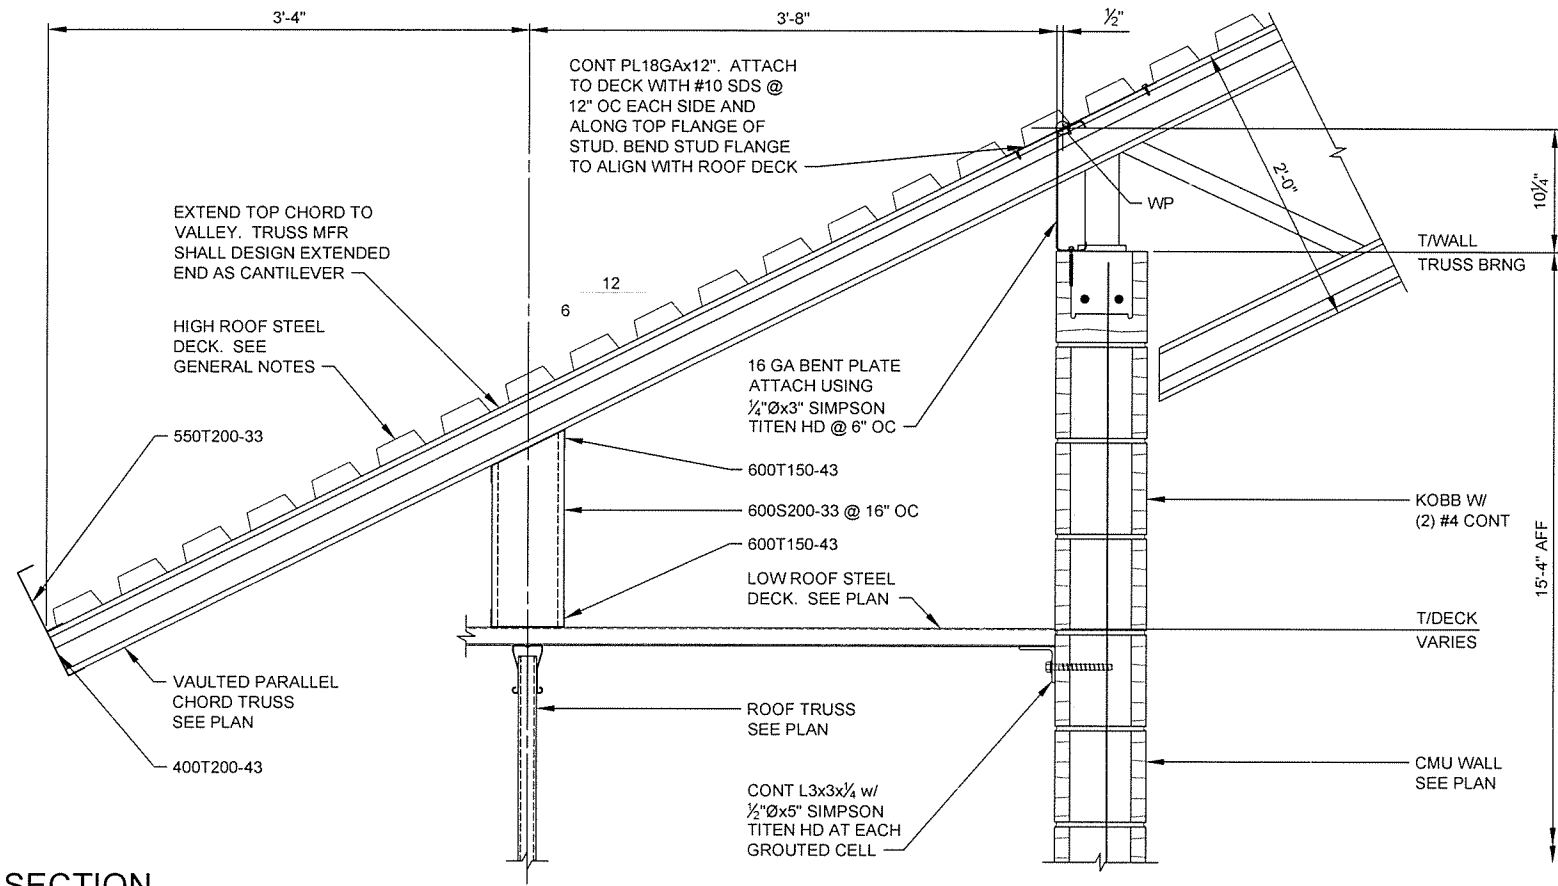 3'-4"
3'-8"
½"
CONT PL18GAx12". ATTACH
TO DECK WITH #10 SDS @
12" OC EACH SIDE AND
ALONG TOP FLANGE OF
STUD. BEND STUD FLANGE
TO ALIGN WITH ROOF DECK
2'-0"
10¼"
WP
EXTEND TOP CHORD TO
VALLEY. TRUSS MFR
SHALL DESIGN EXTENDED
END AS CANTILEVER
T/WALL
TRUSS BRNG
12
6
HIGH ROOF STEEL
DECK. SEE
GENERAL NOTES
16 GA BENT PLATE
ATTACH USING
¼"Øx3" SIMPSON
TITEN HD @ 6" OC
550T200-33
600T150-43
600S200-33 @ 16" OC
600T150-43
KOBB W/
(2) #4 CONT
15'-4" AFF
LOW ROOF STEEL
DECK. SEE PLAN
T/DECK
VARIES
VAULTED PARALLEL
CHORD TRUSS
SEE PLAN
ROOF TRUSS
SEE PLAN
400T200-43
CMU WALL
SEE PLAN
CONT L3x3x¼ w/
½"Øx5" SIMPSON
TITEN HD AT EACH
GROUTED CELL
SECTION